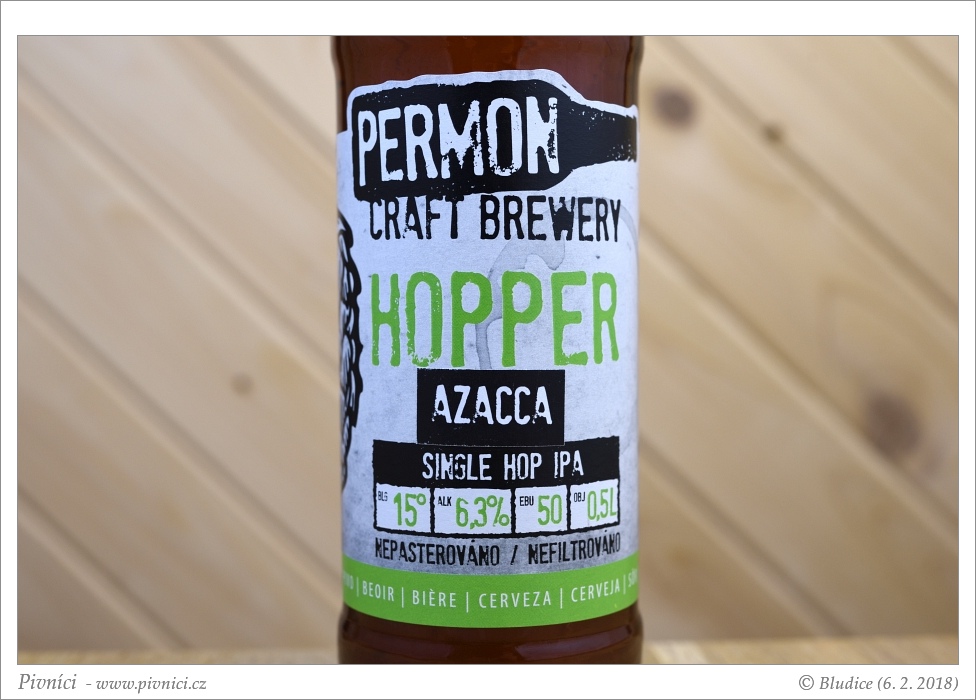 PERMON
CRAFT BREWERY
HOPPER
AZACCA
SINGLE HOP IPA
BLG 15° ALK 6,3% EBU 50 OBJ 0,5L
NEPASTEROVÁNO / NEFILTROVÁNO
| BEOIR | BIÈRE | CERVEZA | CERVEJA |
Pivníci - www.pivnici.cz
© Bludice (6. 2. 2018)